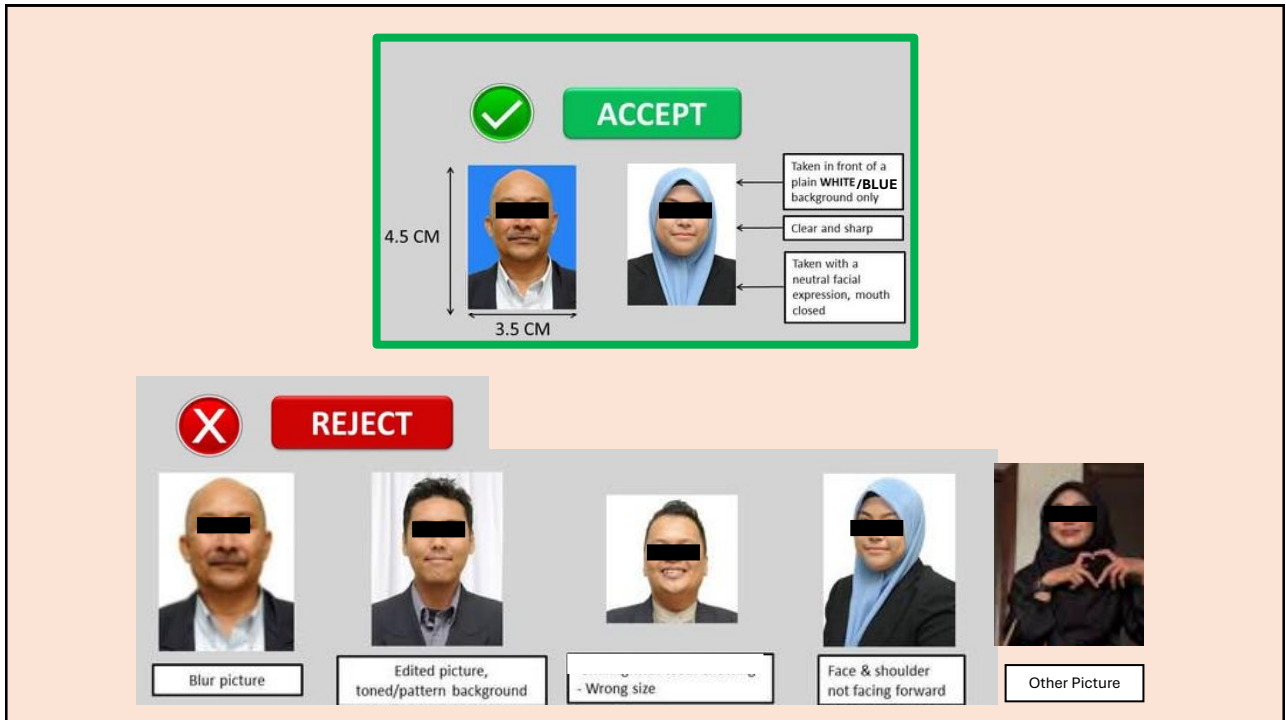 ACCEPT
4.5 CM
3.5 CM
Taken in front of a
plain WHITE/BLUE
background only
Clear and sharp
Taken with a
neutral facial
expression, mouth
closed
X REJECT
Blur picture
Edited picture,
toned/pattern background
- Wrong size
Face & shoulder
not facing forward
Other Picture